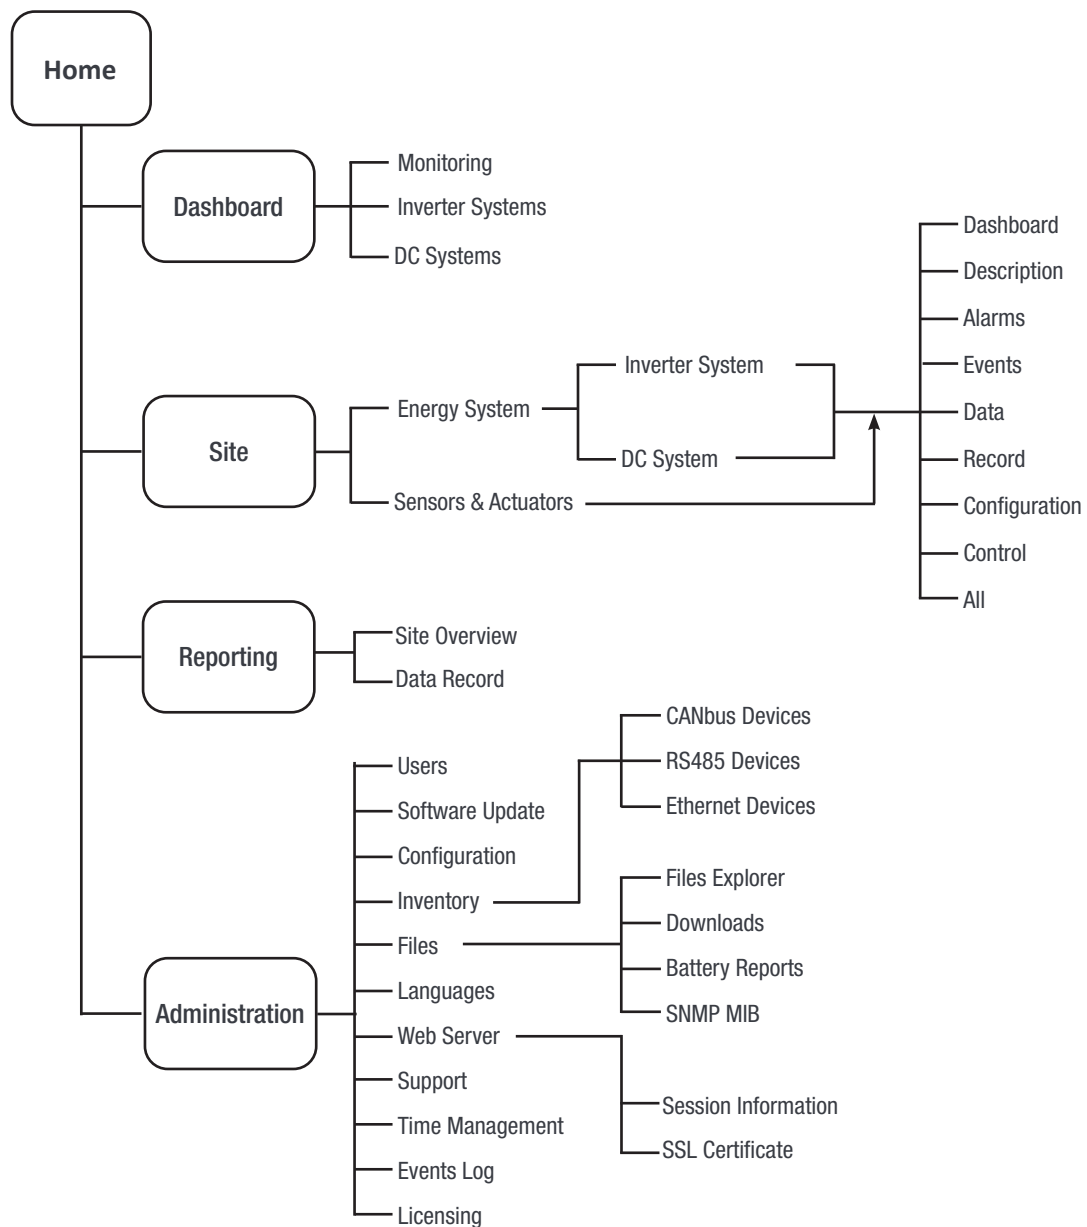 Home
Dashboard
Monitoring
Inverter Systems
DC Systems
Site
Energy System
Sensors & Actuators
Inverter System
DC System
Dashboard
Description
Alarms
Events
Data
Record
Configuration
Control
All
Reporting
Site Overview
Data Record
Administration
Users
Software Update
Configuration
Inventory
Files
Languages
Web Server
Support
Time Management
Events Log
Licensing
CANbus Devices
RS485 Devices
Ethernet Devices
Files Explorer
Downloads
Battery Reports
SNMP MIB
Session Information
SSL Certificate